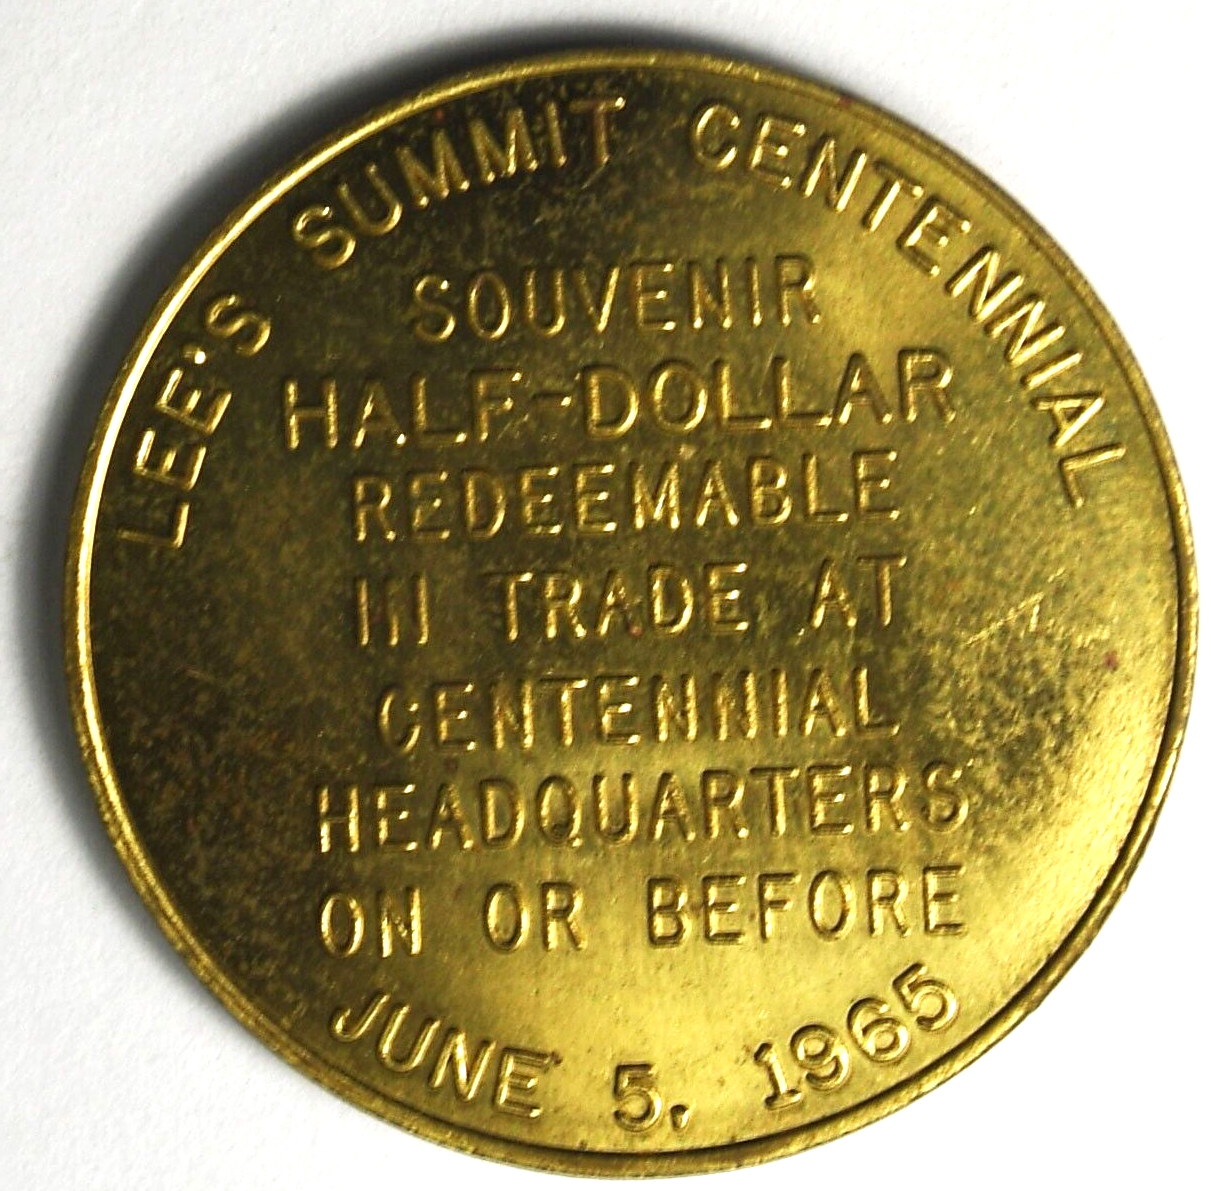 LEE'S SUMMIT CENTENNIAL
SOUVENIR
HALF-DOLLAR
REDEEMABLE
IN TRADE AT
CENTENNIAL
HEADQUARTERS
ON OR BEFORE
JUNE 5, 1965